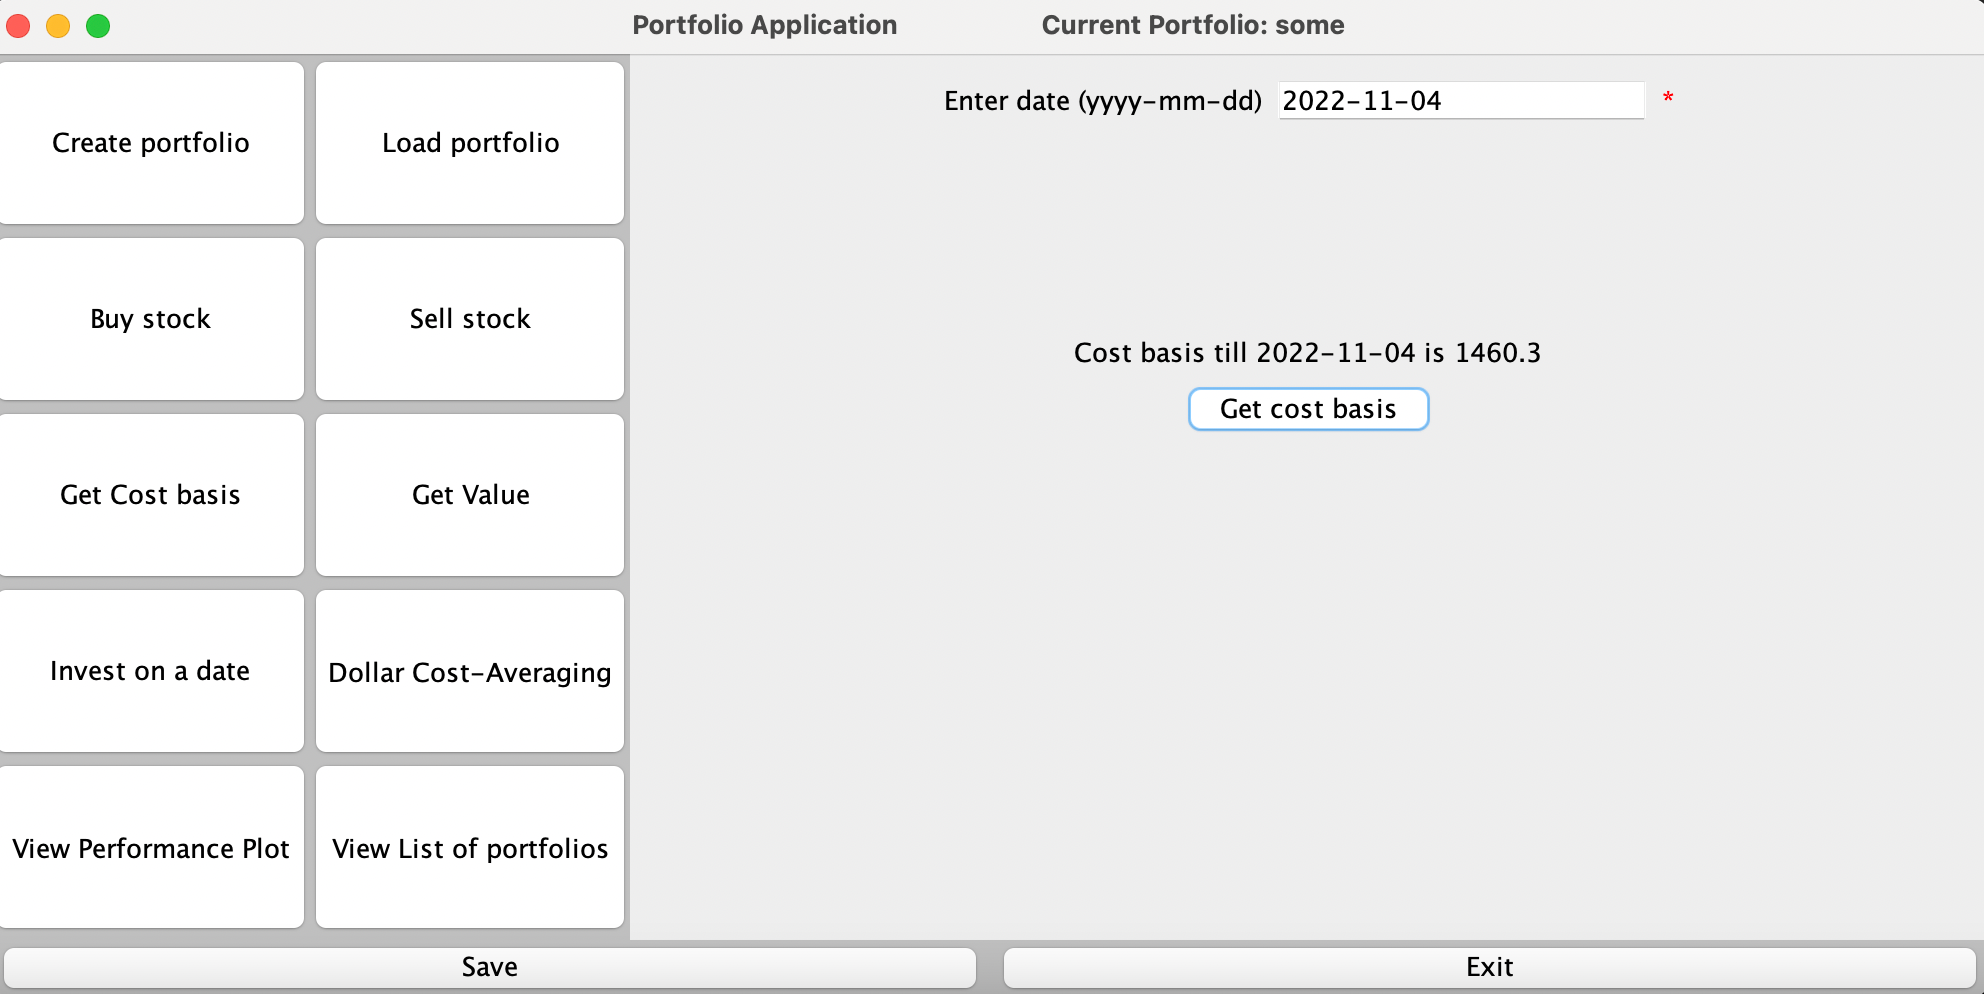 Portfolio Application Current Portfolio: some
Enter date (yyyy-mm-dd) 2022-11-04 *
Create portfolio Load portfolio
Buy stock Sell stock
Cost basis till 2022-11-04 is 1460.3
Get cost basis
Get Cost basis Get Value
Invest on a date Dollar Cost-Averaging
View Performance Plot View List of portfolios
Save Exit